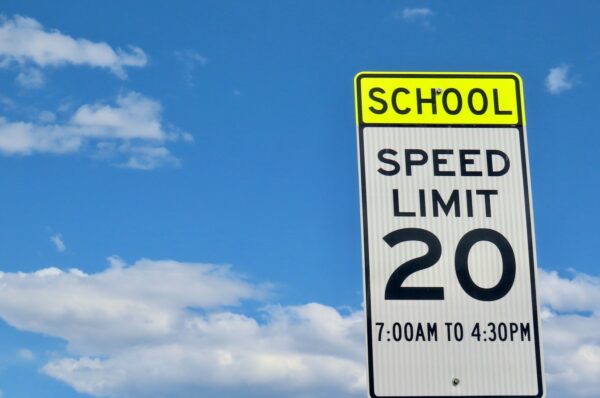 SCHOOL
SPEED
LIMIT
20
7:00AM TO 4:30PM